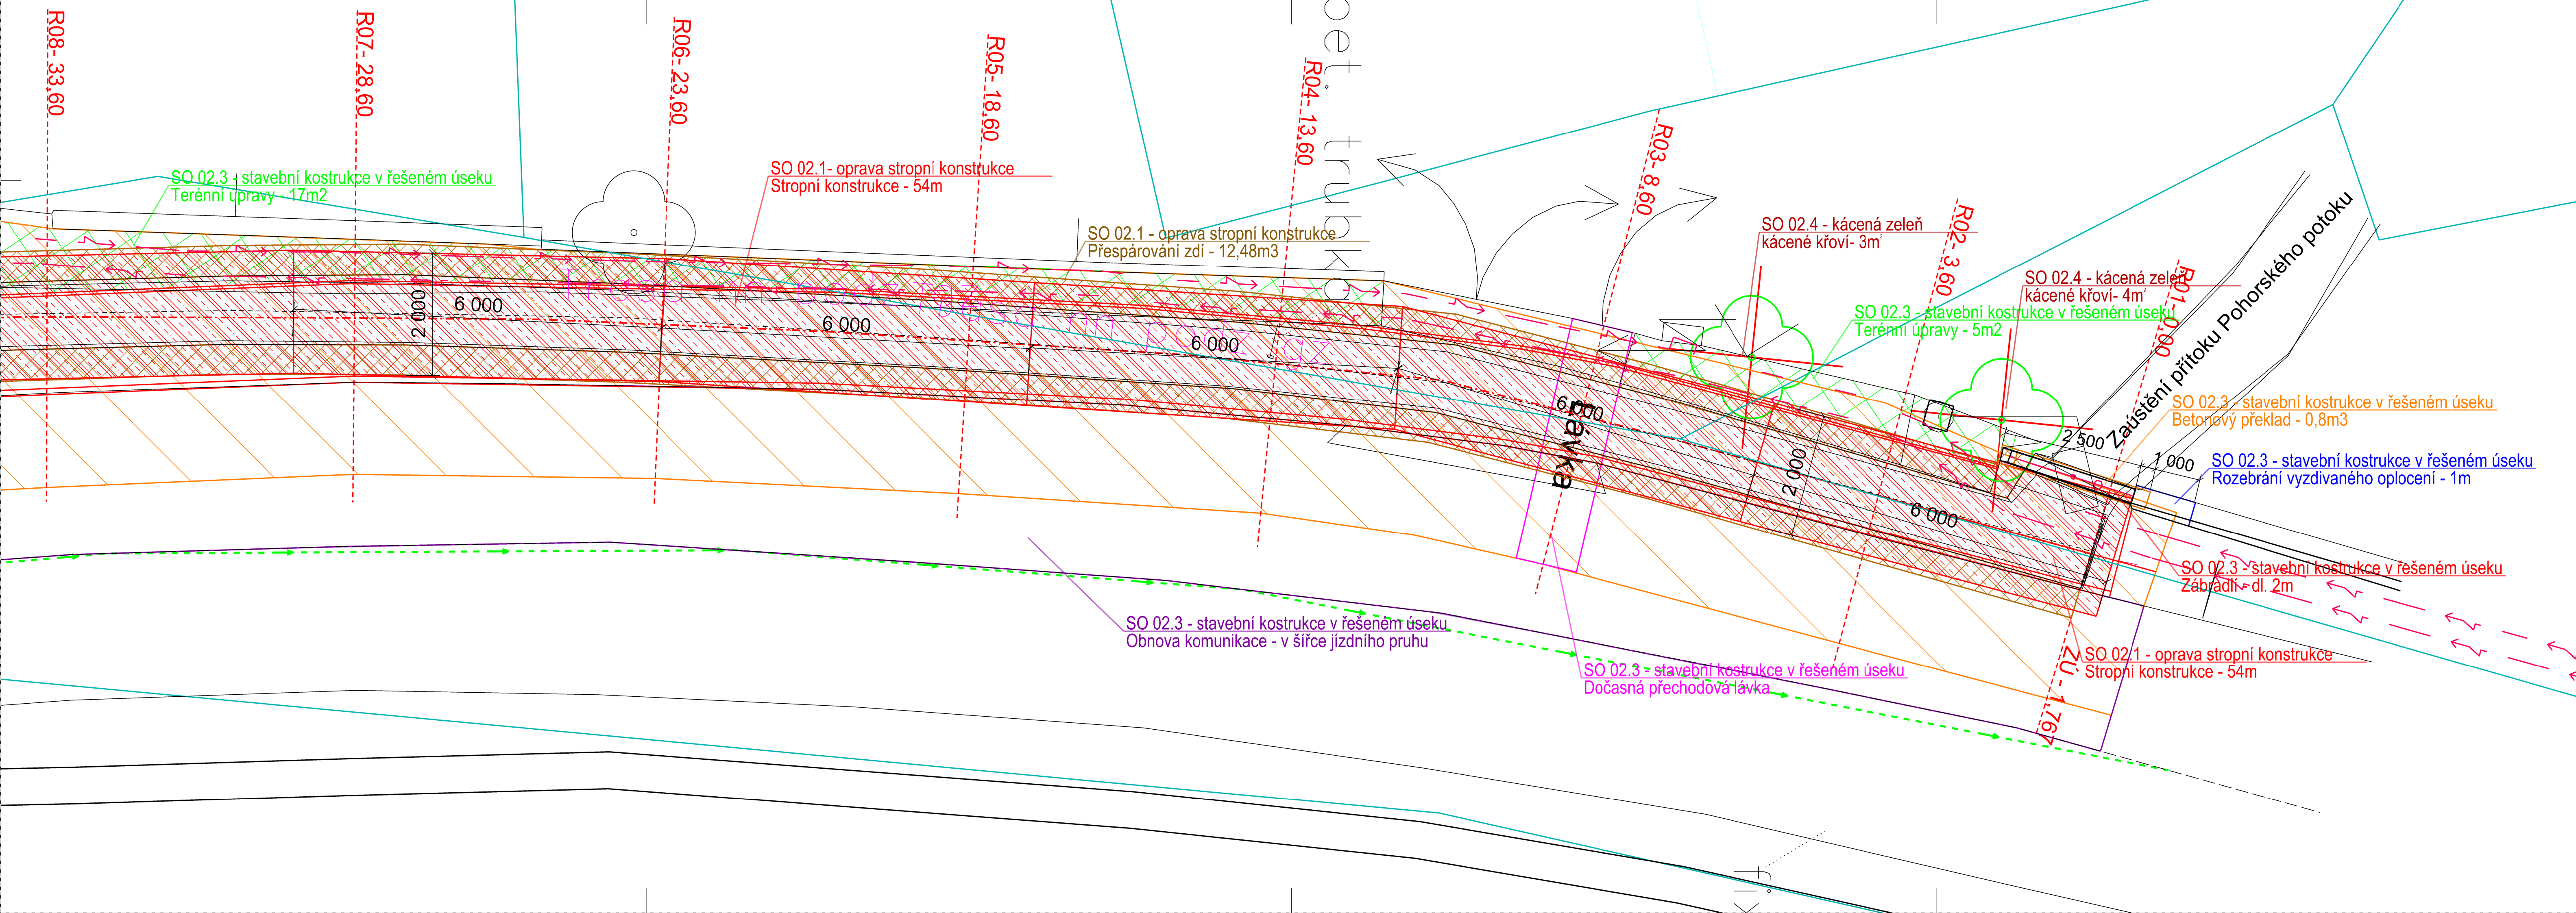 R08- 33,60
R07- 28,60
R06- 23,60
R05- 18,60
R04- 13,60
R03- 8,60
R02- 3,60
R01- 0,00
ZÚ - 1,767
SO 02.3 - stavební kostrukce v řešeném úseku
Terénní úpravy - 17m2
SO 02.1- oprava stropní konstrukce
Stropní konstrukce - 54m
SO 02.1 - oprava stropní konstrukce
Přespárování zdí - 12,48m3
SO 02.4 - kácená zeleň
kácené křoví- 3m²
SO 02.4 - kácená zeleň
kácené křoví- 4m²
SO 02.3 - stavební kostrukce v řešeném úseku
Terénní úpravy - 5m2
Zaústění přítoku Pohorského potoku
SO 02.3 - stavební kostrukce v řešeném úseku
Betonový překlad - 0,8m3
SO 02.3 - stavební kostrukce v řešeném úseku
Rozebrání vyzdívaného oplocení - 1m
SO 02.3 - stavební kostrukce v řešeném úseku
Zábradlí - dl. 2m
SO 02.1 - oprava stropní konstrukce
Stropní konstrukce - 54m
SO 02.3 - stavební kostrukce v řešeném úseku
Dočasná přechodová lávka
SO 02.3 - stavební kostrukce v řešeném úseku
Obnova komunikace - v šířce jízdního pruhu
Lávka
2 000
6 000
6 000
6 000
6 000
2 000
6 000
2 500
1 000